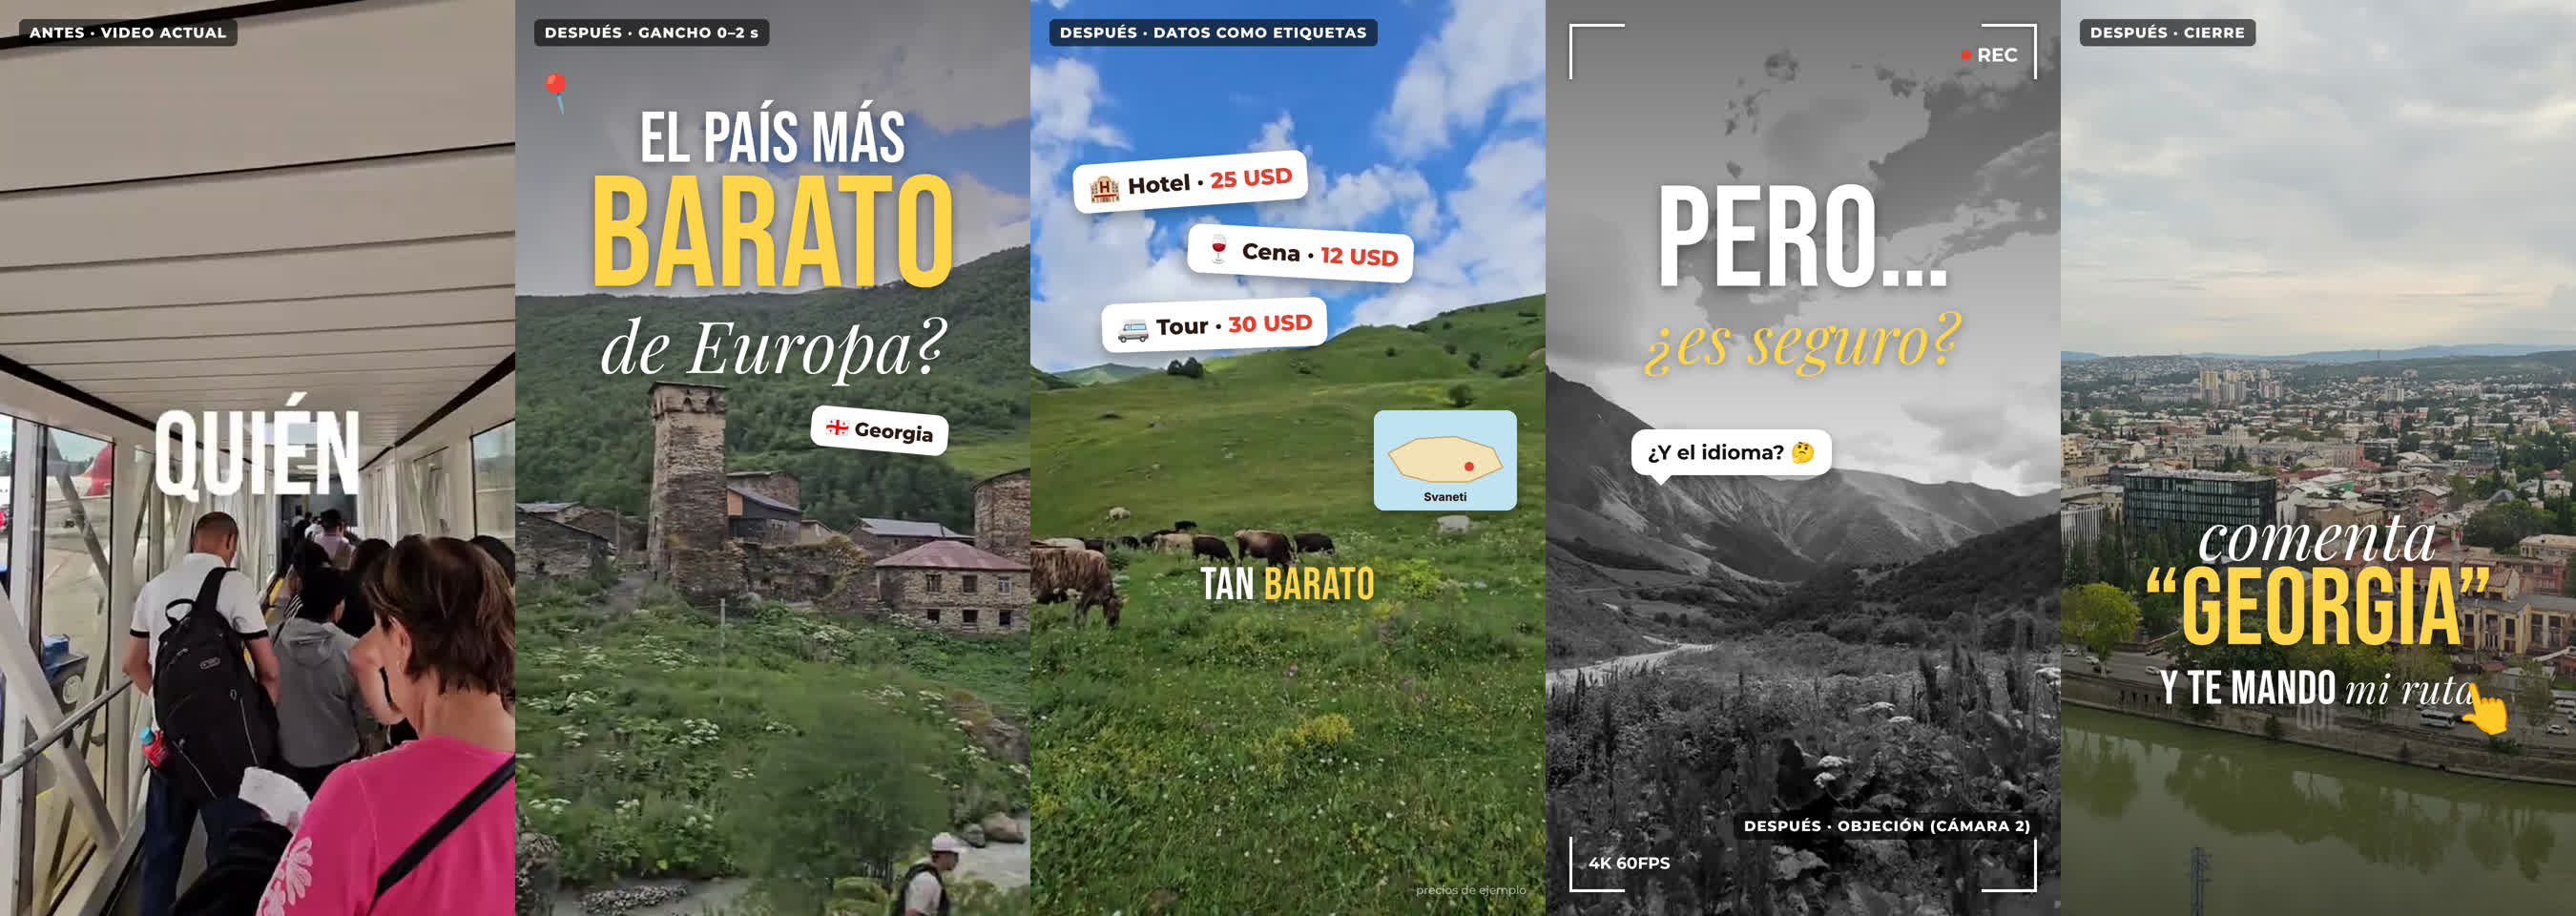 ANTES · VIDEO ACTUAL
QUIÉN
DESPUÉS · GANCHO 0–2 s
EL PAÍS MÁS
BARATO
de Europa?
Georgia
DESPUÉS · DATOS COMO ETIQUETAS
Hotel · 25 USD
Cena · 12 USD
Tour · 30 USD
Svaneti
TAN BARATO
precios de ejemplo
REC
PERO...
¿es seguro?
¿Y el idioma?
DESPUÉS · OBJECIÓN (CÁMARA 2)
4K 60FPS
DESPUÉS · CIERRE
comenta
“GEORGIA”
Y TE MANDO mi ruta